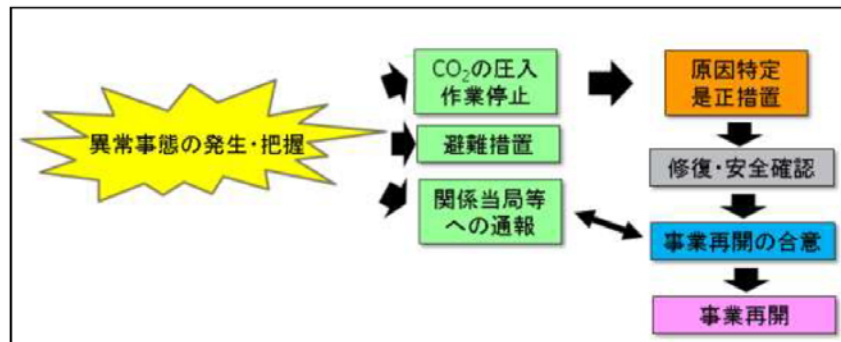 異常事態の発生・把握
CO₂の圧入
作業停止
避難措置
関係当局等
への通報
原因特定
是正措置
修復・安全確認
事業再開の合意
事業再開